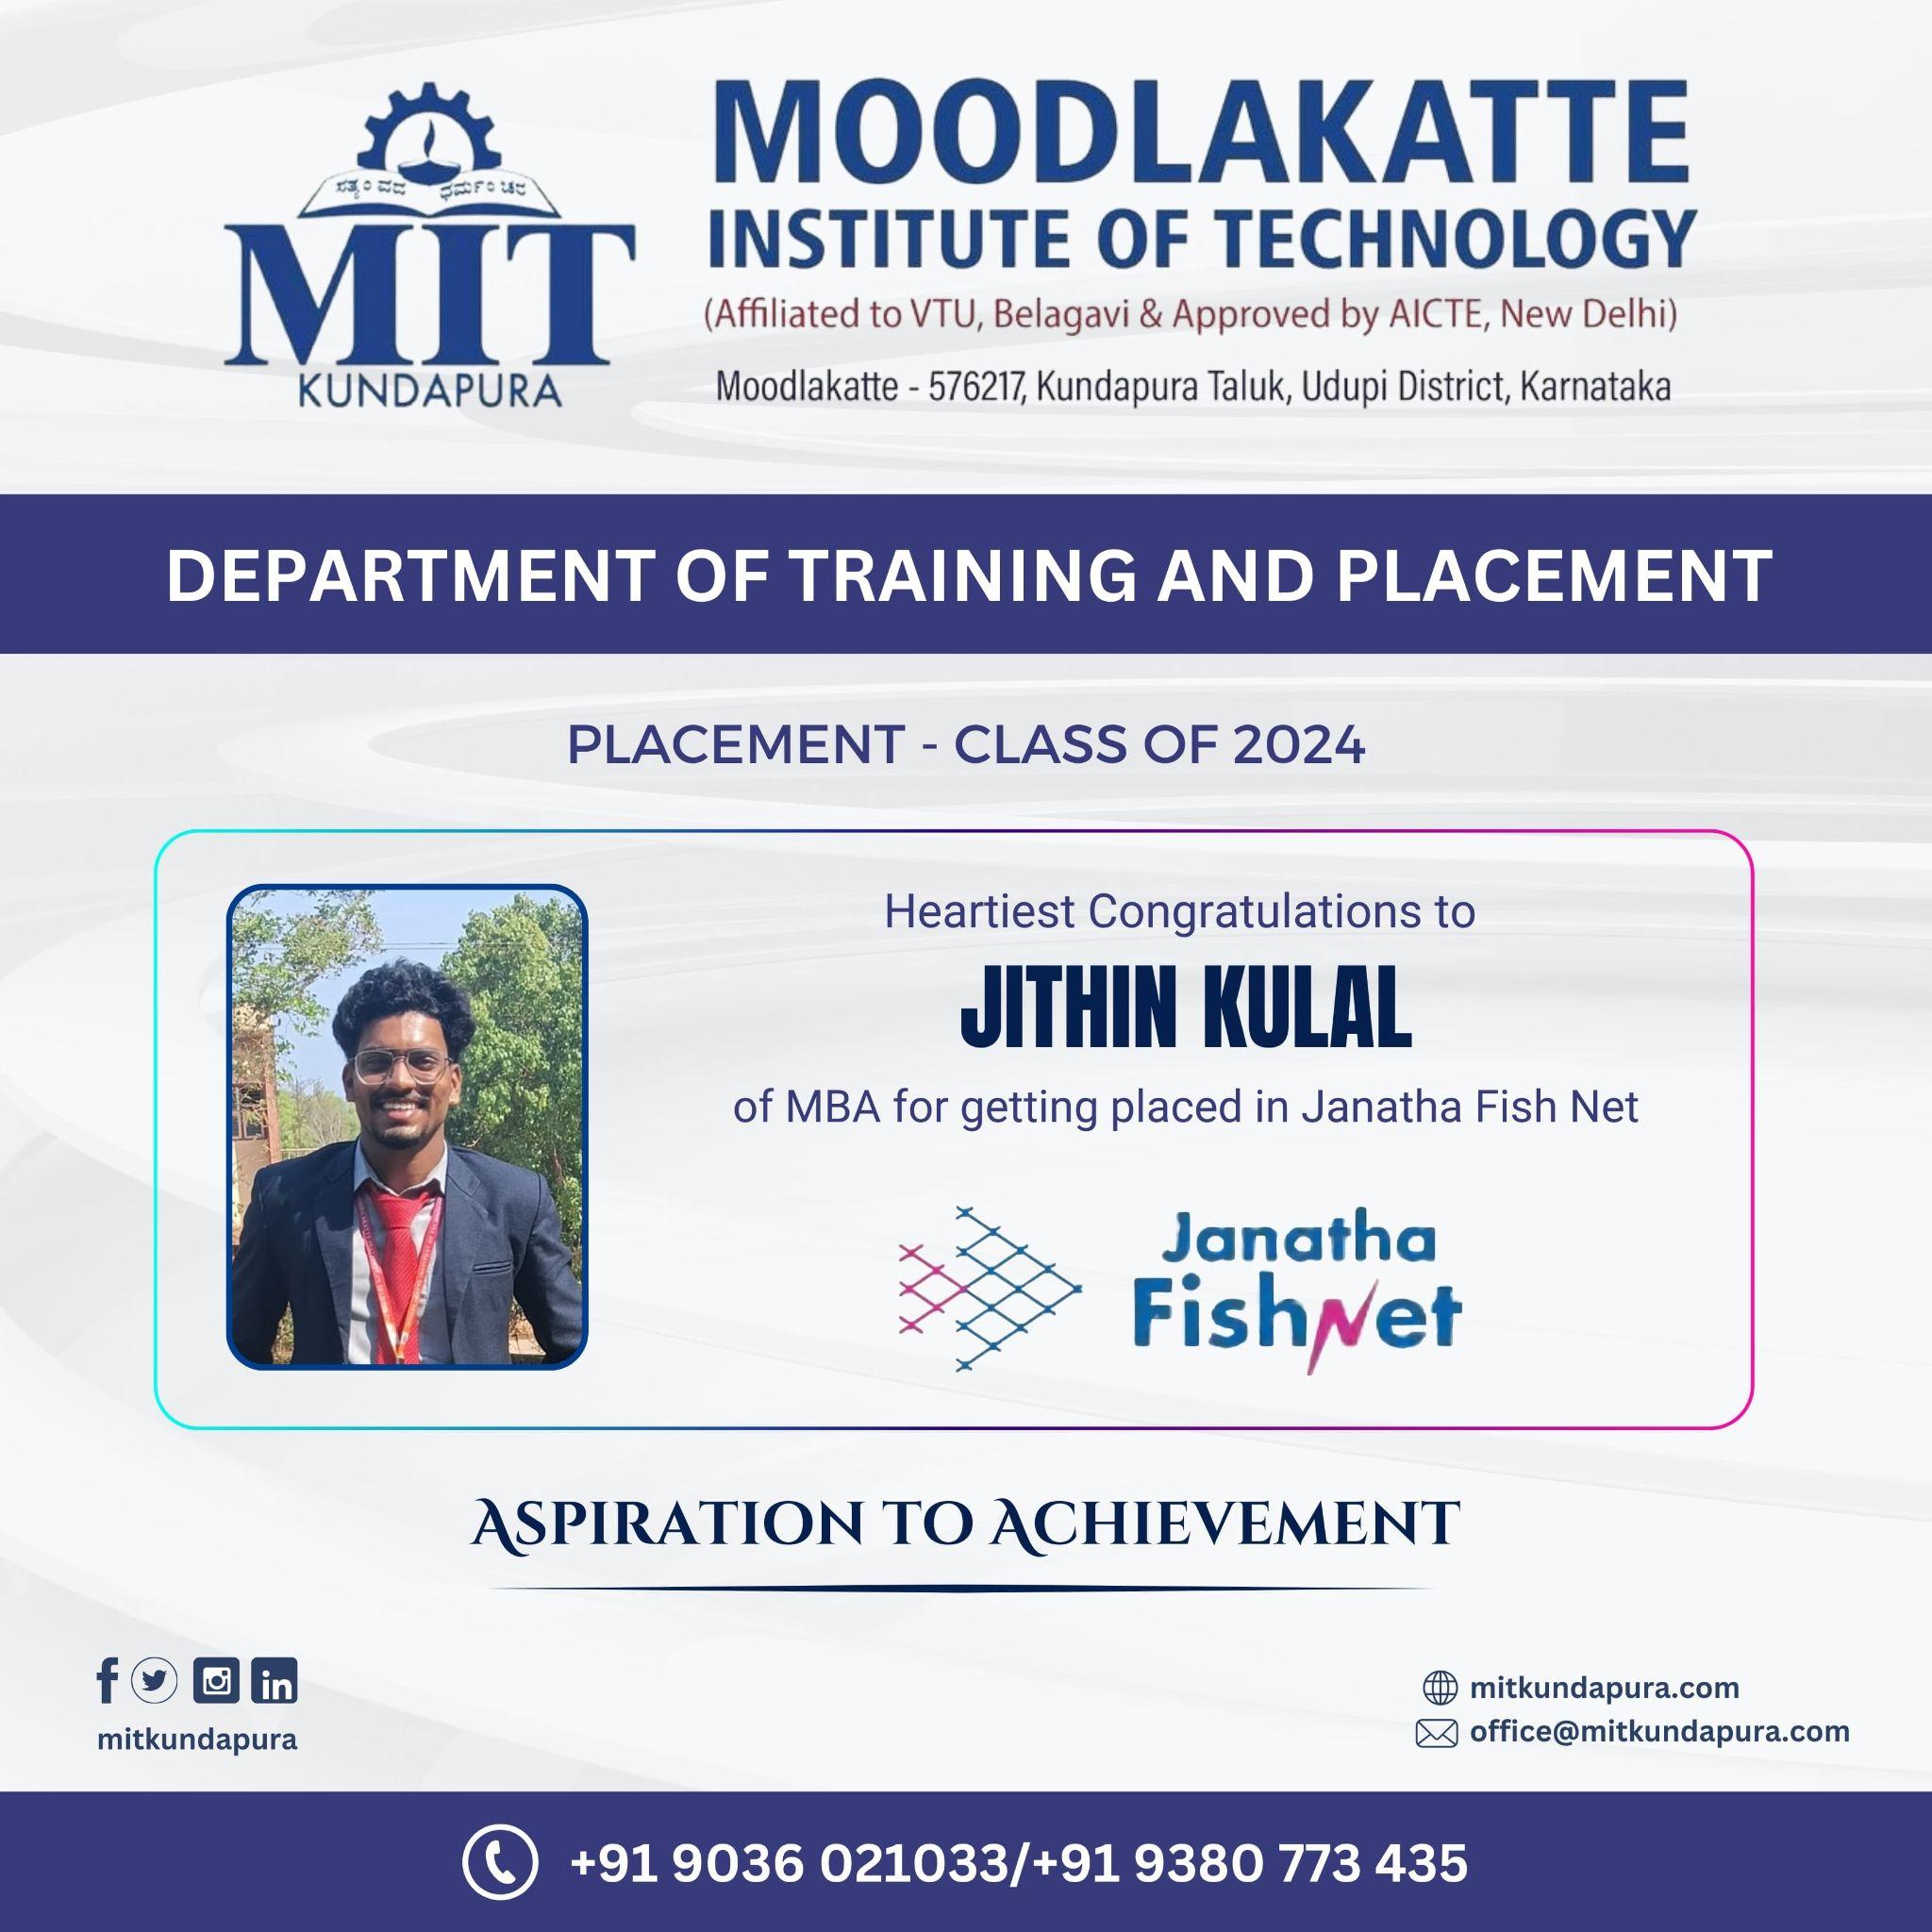 ಸತ್ಯಂ ವದ ಧರ್ಮಂ ಚರ
MIT
KUNDAPURA
MOODLAKATTE
INSTITUTE OF TECHNOLOGY
(Affiliated to VTU, Belagavi & Approved by AICTE, New Delhi)
Moodlakatte - 576217, Kundapura Taluk, Udupi District, Karnataka
DEPARTMENT OF TRAINING AND PLACEMENT
PLACEMENT - CLASS OF 2024
Heartiest Congratulations to
JITHIN KULAL
of MBA for getting placed in Janatha Fish Net
Janatha
FishNet
ASPIRATION TO ACHIEVEMENT
mitkundapura
mitkundapura.com
office@mitkundapura.com
+91 9036 021033/+91 9380 773 435